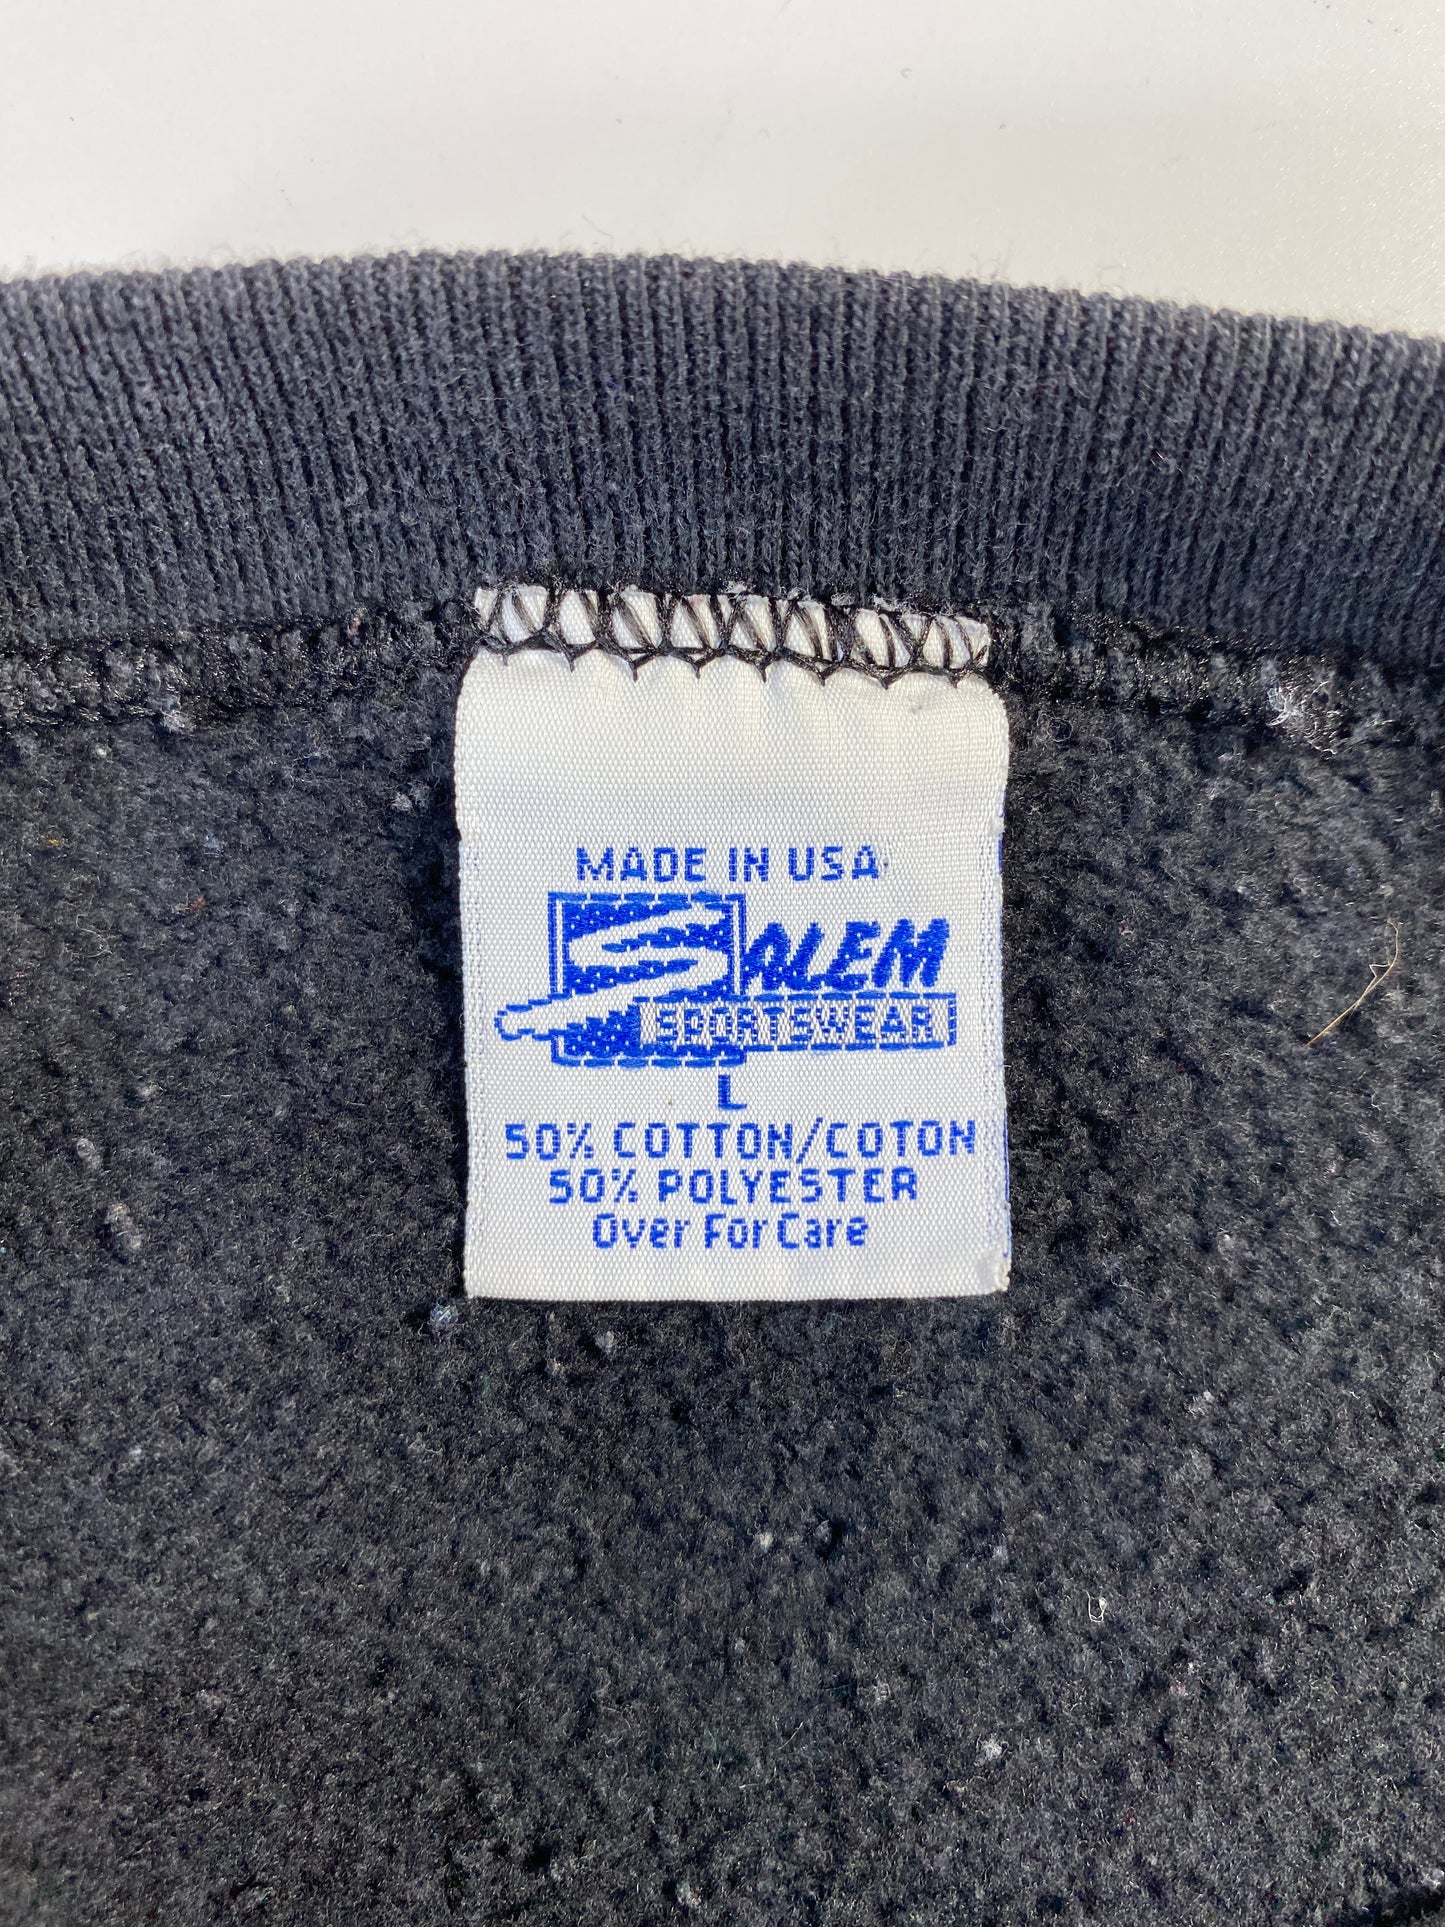 MADE IN USA
SALEM
SPORTSWEAR
L
50% COTTON/COTON
50% POLYESTER
Over For Care